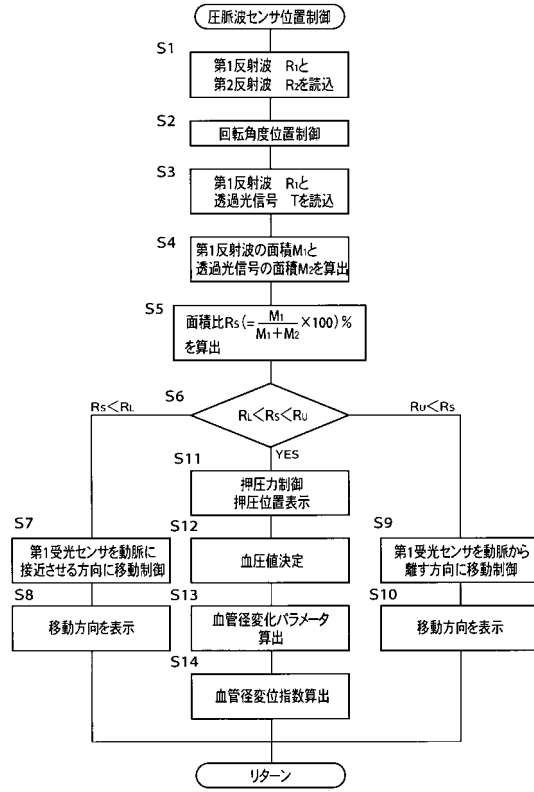 圧脈波センサ位置制御
S1
第1反射波 R₁と
第2反射波 R₂を読込
S2
回転角度位置制御
S3
第1反射波 R₁と
透過光信号 Tを読込
S4
第1反射波の面積M₁と
透過光信号の面積M₂を算出
S5
面積比Rs(=M₁/(M₁+M₂)×100)%
を算出
S6
Rs<RL
RL<Rs<RU
RU<Rs
YES
S11
押圧力制御
押圧位置表示
S7
第1受光センサを動脈に
接近させる方向に移動制御
S12
血圧値決定
S9
第1受光センサを動脈から
離す方向に移動制御
S8
移動方向を表示
S13
血管径変化パラメータ
算出
S10
移動方向を表示
S14
血管径変位指数算出
リターン